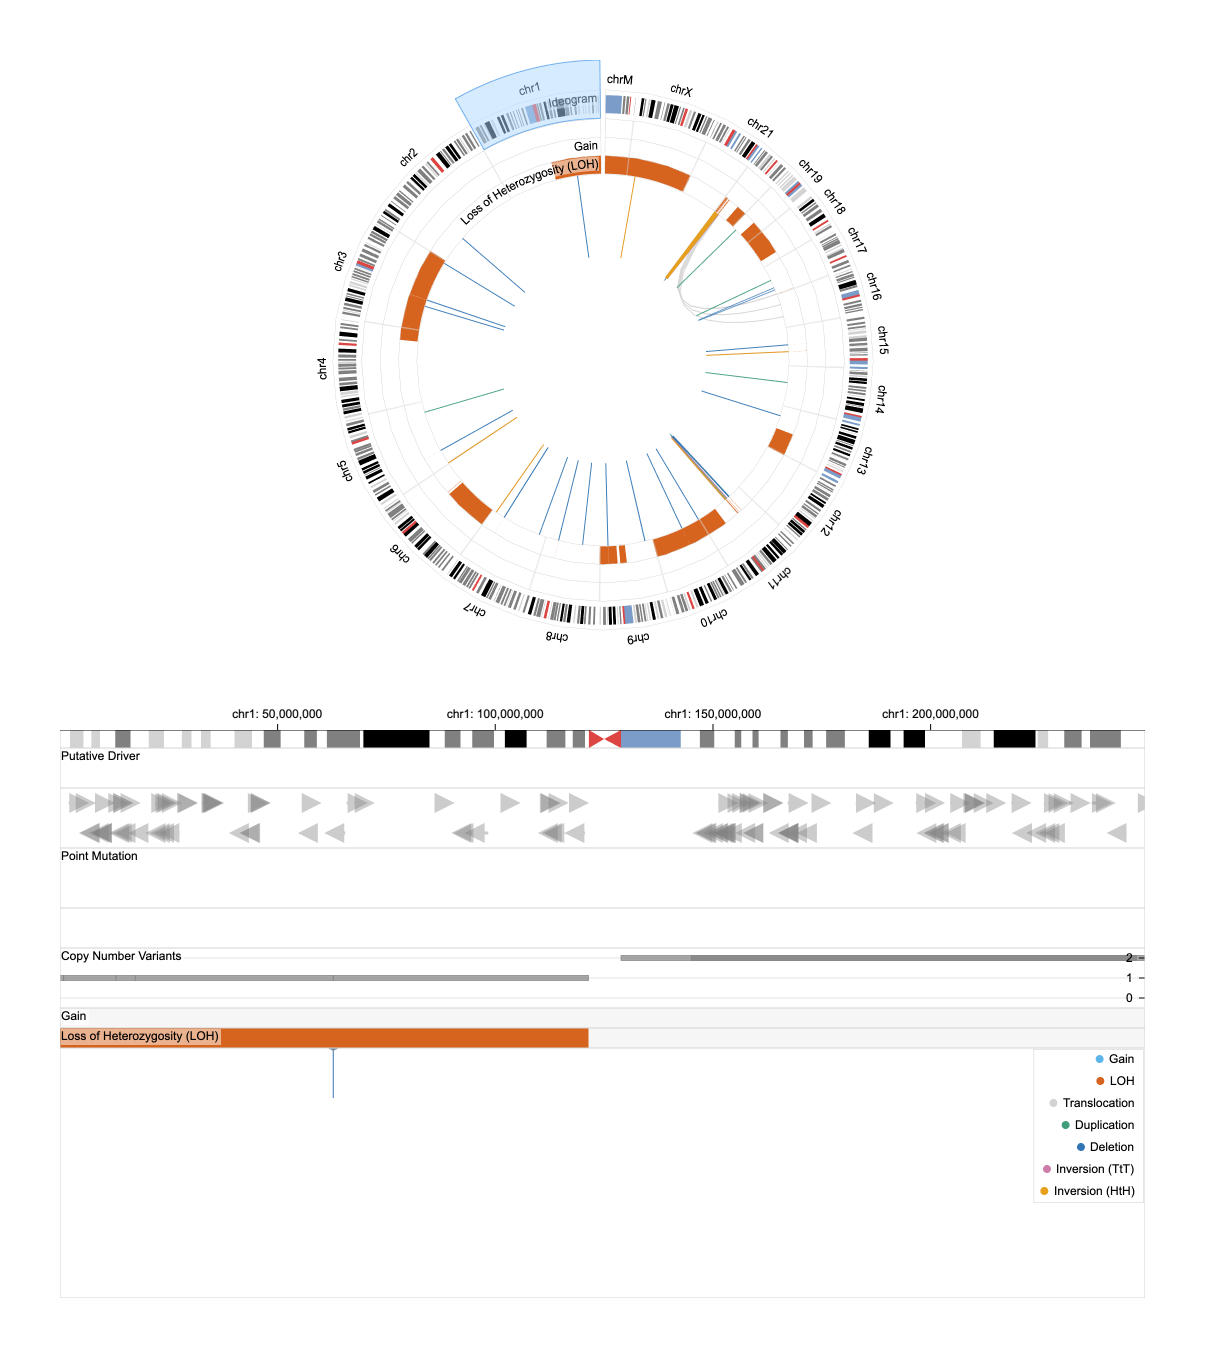 chrM
chrX
chr21
chr19
chr18
chr17
chr16
chr15
chr14
chr13
chr12
chr11
chr10
chr9
chr8
chr7
chr6
chr5
chr4
chr3
chr2
chr1
Ideogram
Gain
Loss of Heterozygosity (LOH)
chr1: 50,000,000
chr1: 100,000,000
chr1: 150,000,000
chr1: 200,000,000
Putative Driver
Point Mutation
Copy Number Variants
2
1
0
Gain
Loss of Heterozygosity (LOH)
Gain
LOH
Translocation
Duplication
Deletion
Inversion (TtT)
Inversion (HtH)